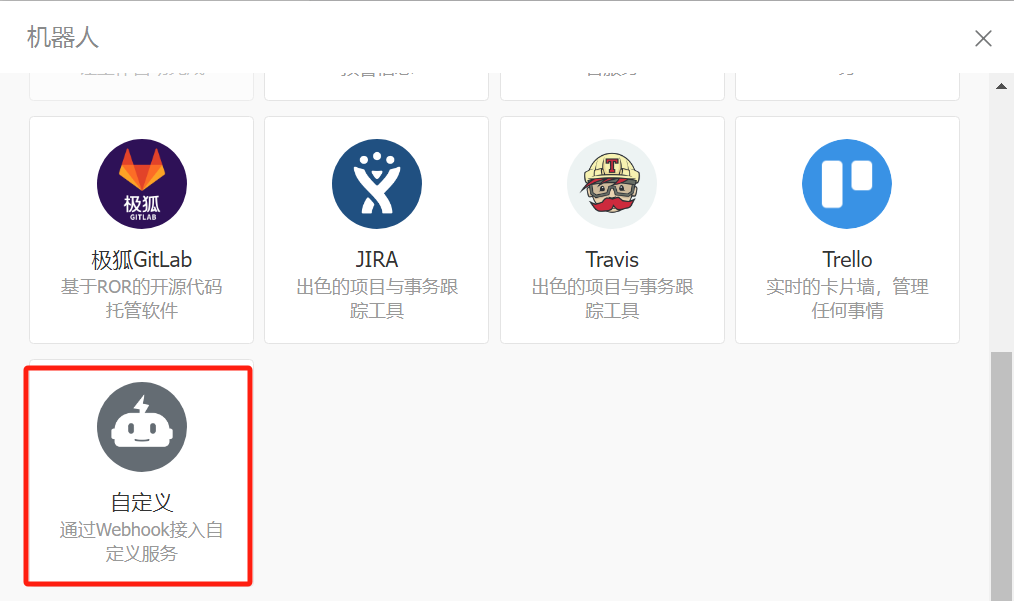 机器人
极狐
GITLAB
T
极狐GitLab
基于ROR的开源代码
托管软件
JIRA
出色的项目与事务跟
踪工具
Travis
出色的项目与事务跟
踪工具
Trello
实时的卡片墙，管理
任何事情
自定义
通过Webhook接入自
定义服务